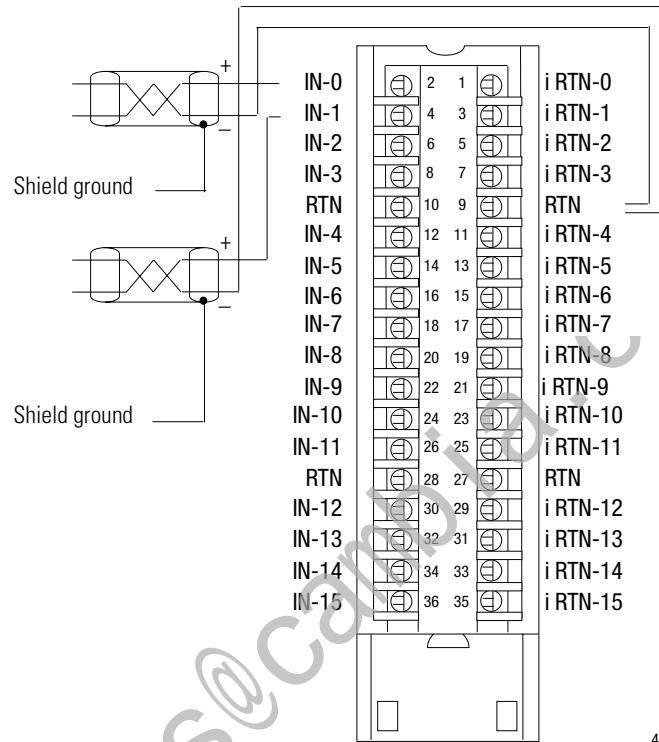 +
IN-0 2 1 i RTN-0
IN-1 4 3 i RTN-1
–
IN-2 6 5 i RTN-2
IN-3 8 7 i RTN-3
Shield ground
RTN 10 9 RTN
IN-4 12 11 i RTN-4
+
IN-5 14 13 i RTN-5
IN-6 16 15 i RTN-6
–
IN-7 18 17 i RTN-7
IN-8 20 19 i RTN-8
IN-9 22 21 i RTN-9
Shield ground
IN-10 24 23 i RTN-10
IN-11 26 25 i RTN-11
RTN 28 27 RTN
IN-12 30 29 i RTN-12
IN-13 32 31 i RTN-13
IN-14 34 33 i RTN-14
IN-15 36 35 i RTN-15
s@cambia.c
4